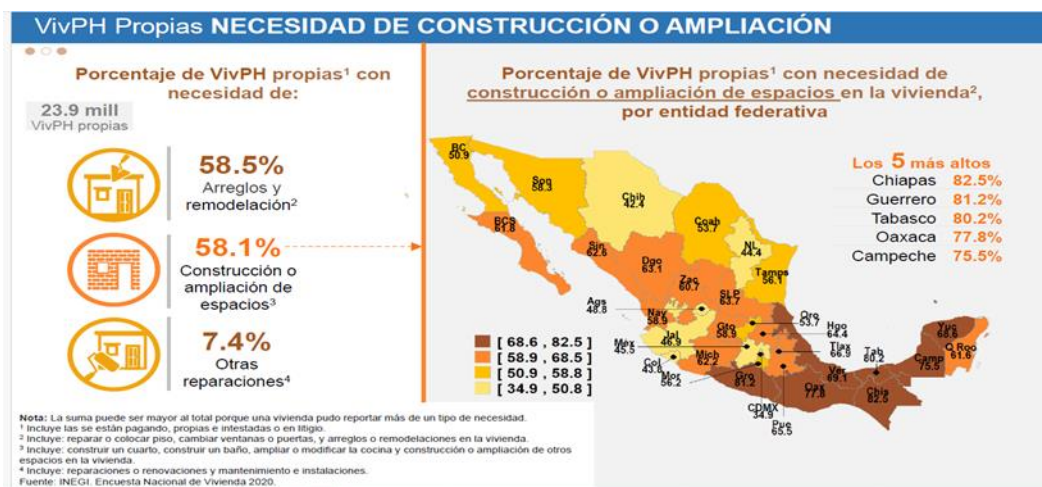 VivPH Propias NECESIDAD DE CONSTRUCCIÓN O AMPLIACIÓN
Porcentaje de VivPH propias¹ con
necesidad de:
23.9 mill
VivPH propias
58.5%
Arreglos y
remodelación²
58.1%
Construcción o
ampliación de
espacios³
7.4%
Otras
reparaciones⁴
Porcentaje de VivPH propias¹ con necesidad de
construcción o ampliación de espacios en la vivienda²,
por entidad federativa
Los 5 más altos
Chiapas 82.5%
Guerrero 81.2%
Tabasco 80.2%
Oaxaca 77.8%
Campeche 75.5%
BC
50.9
Son
58.3
Chih
42.4
Coah
53.7
BCS
61.8
NL
44.4
Sin
62.6
Dgo
63.1
Tamps
56.1
Zac
60.7
SLP
63.7
Ags
48.8
Nay
58.9
Jal
46.9
Gto
58.9
Qro
53.7
Hgo
64.4
Tlax
66.9
Mex
45.5
Col
43.8
Mich
62.2
Mor
56.2
Gro
81.2
CDMX
34.9
Pue
65.5
Oax
77.8
Ver
69.1
Tab
80.2
Chis
82.5
Camp
75.5
Yuc
68.6
Q Roo
61.6
[ 68.6 , 82.5 ]
[ 58.9 , 68.5 ]
[ 50.9 , 58.8 ]
[ 34.9 , 50.8 ]
Nota: La suma puede ser mayor al total porque una vivienda pudo reportar más de un tipo de necesidad.
¹ Incluye las se están pagando, propias e intestadas o en litigio.
² Incluye: reparar o colocar piso, cambiar ventanas o puertas, y arreglos o remodelaciones en la vivienda.
³ Incluye: construir un cuarto, construir un baño, ampliar o modificar la cocina y construcción o ampliación de otros
espacios en la vivienda.
⁴ Incluye: reparaciones o renovaciones y mantenimiento e instalaciones.
Fuente: INEGI. Encuesta Nacional de Vivienda 2020.